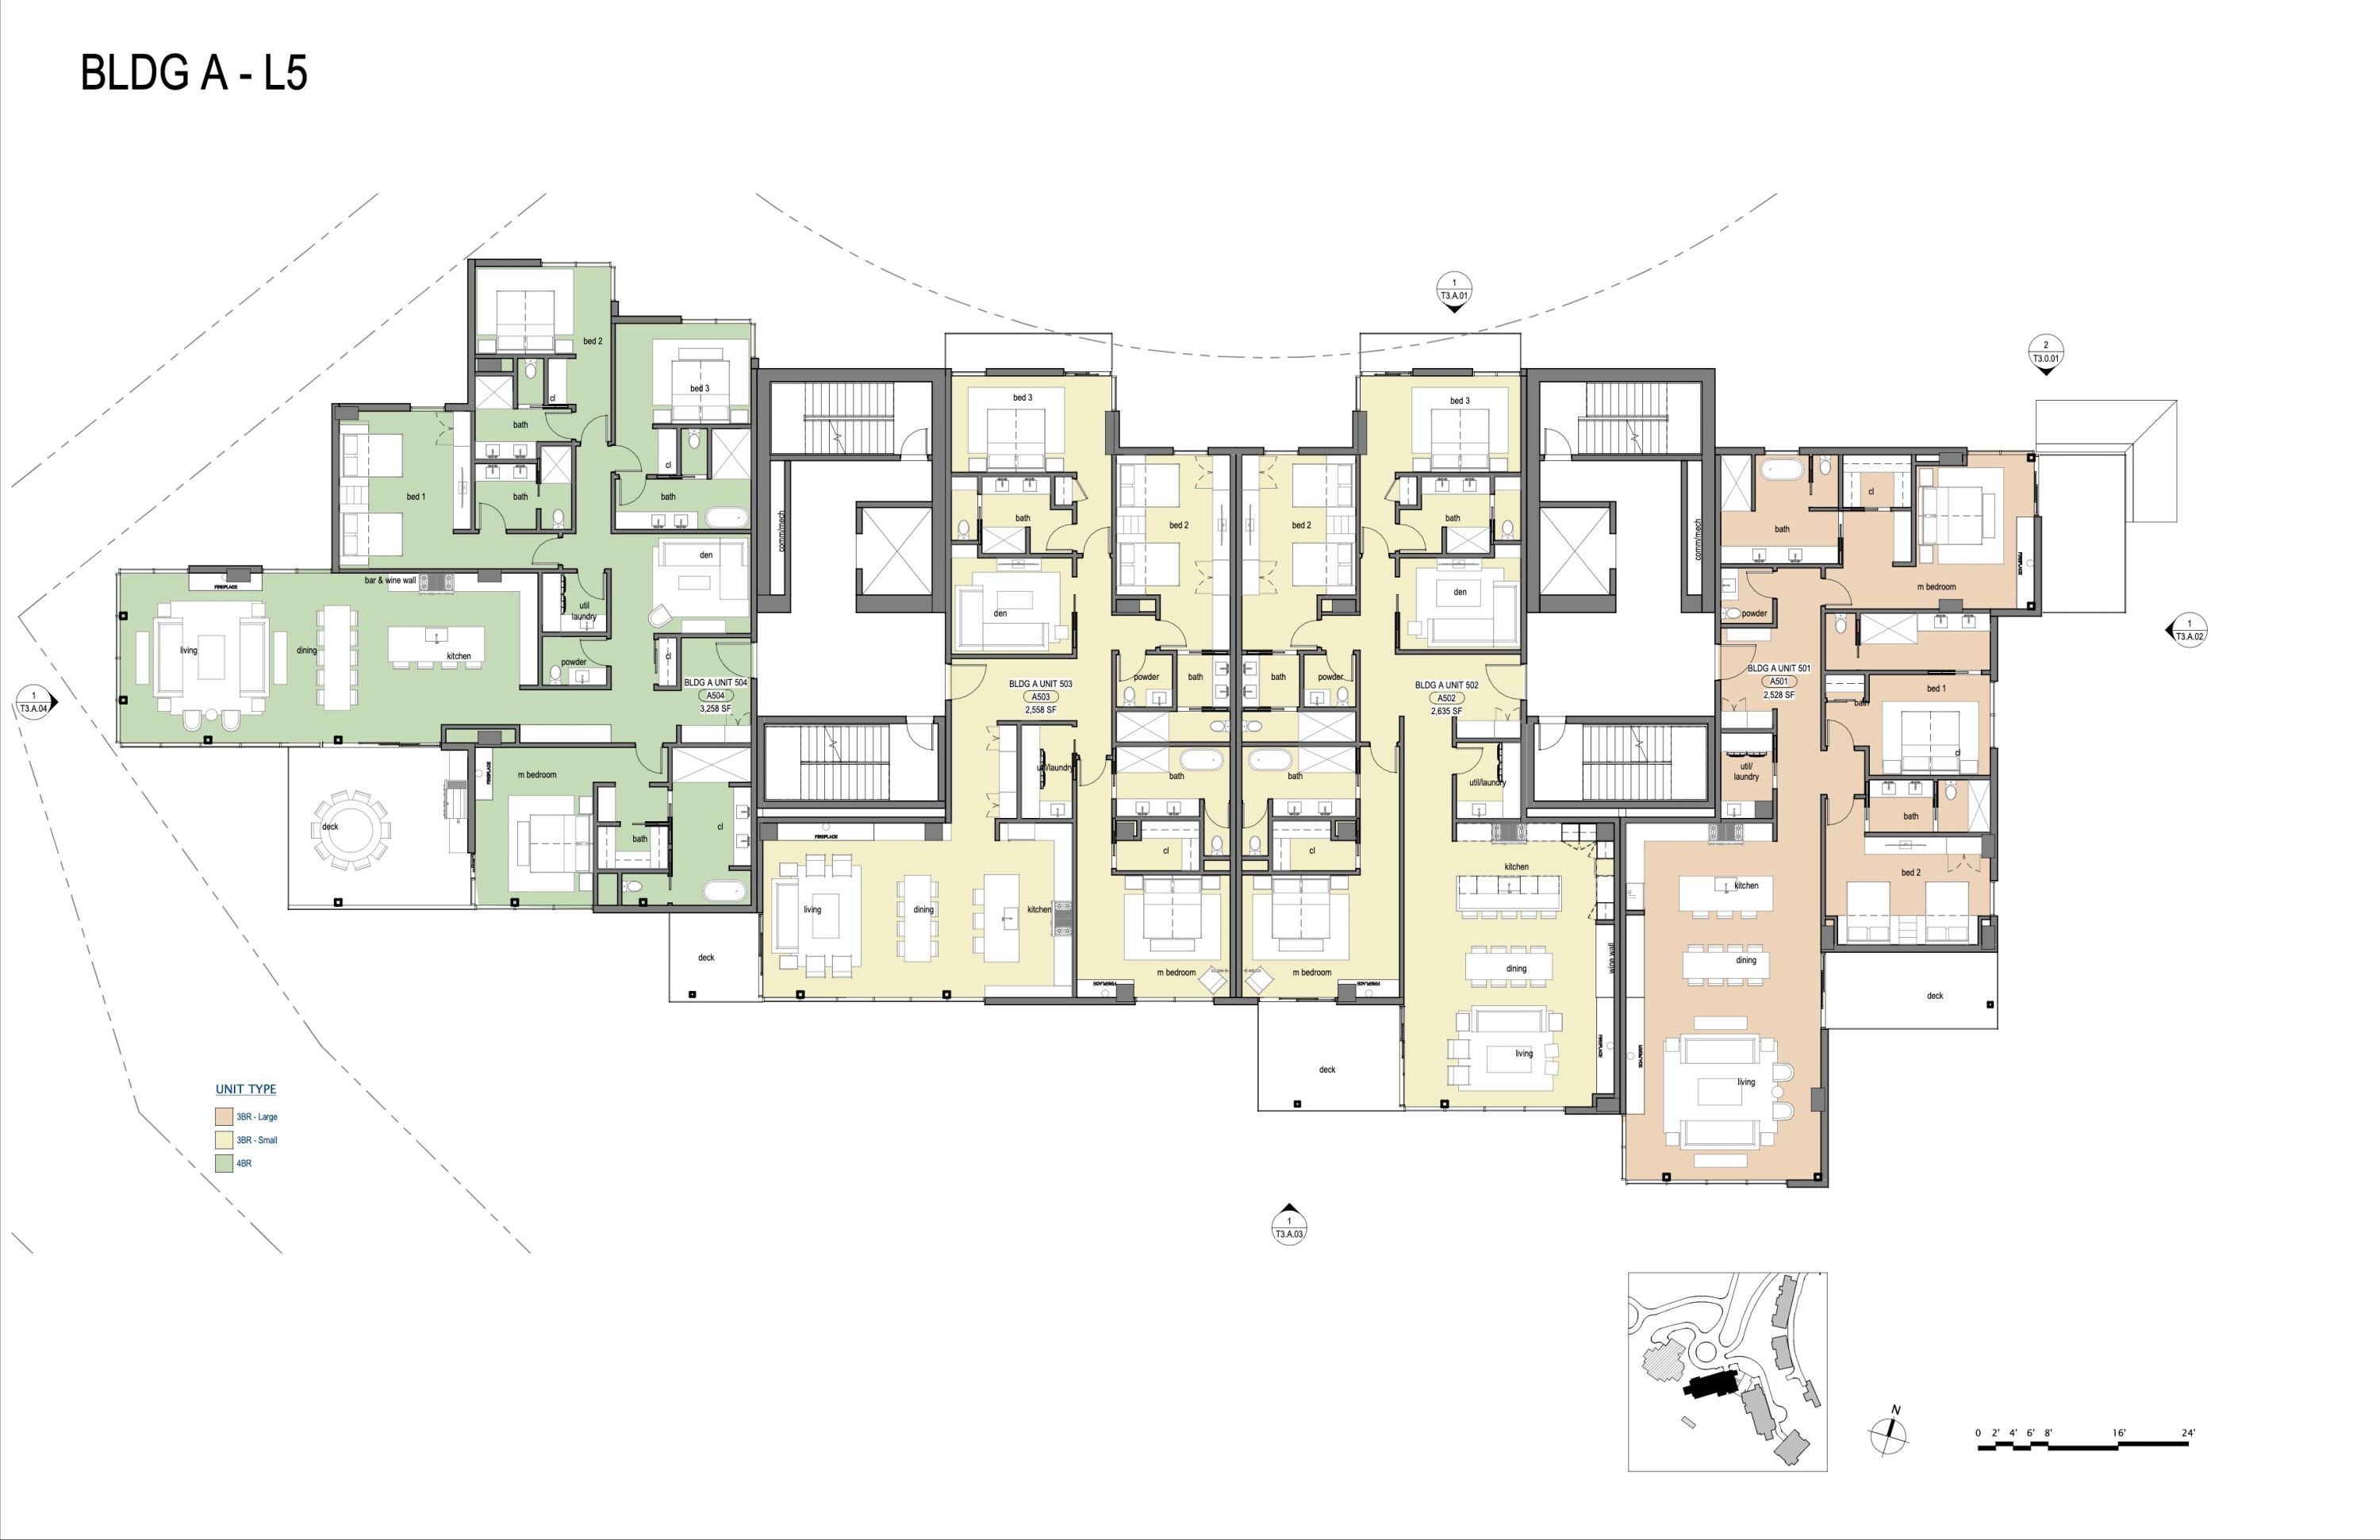 BLDG A - L5
1
T3.A.01
2
T3.0.01
1
T3.A.02
1
T3.A.04
1
T3.A.03
bed 2
cl
bath
bed 3
cl
bath
bed 1
bath
den
bar & wine wall
FIREPLACE
util
laundry
living
dining
kitchen
powder
cl
BLDG A UNIT 504
A504
3,258 SF
FIREPLACE
m bedroom
deck
cl
bath
comm/mech
bed 3
bath
bed 2
den
powder
bath
BLDG A UNIT 503
A503
2,558 SF
util/laundry
bath
cl
FIREPLACE
living
dining
kitchen
deck
m bedroom
FIREPLACE
bed 3
bath
bed 2
den
bath
powder
BLDG A UNIT 502
A502
2,635 SF
util/laundry
bath
cl
kitchen
wine wall
dining
m bedroom
FIREPLACE
living
FIREPLACE
deck
comm/mech
cl
bath
FIREPLACE
m bedroom
powder
BLDG A UNIT 501
A501
2,528 SF
bed 1
bath
cl
util/
laundry
bath
bed 2
kitchen
dining
deck
FIREPLACE
living
UNIT TYPE
3BR - Large
3BR - Small
4BR
N
0 2' 4' 6' 8' 16' 24'